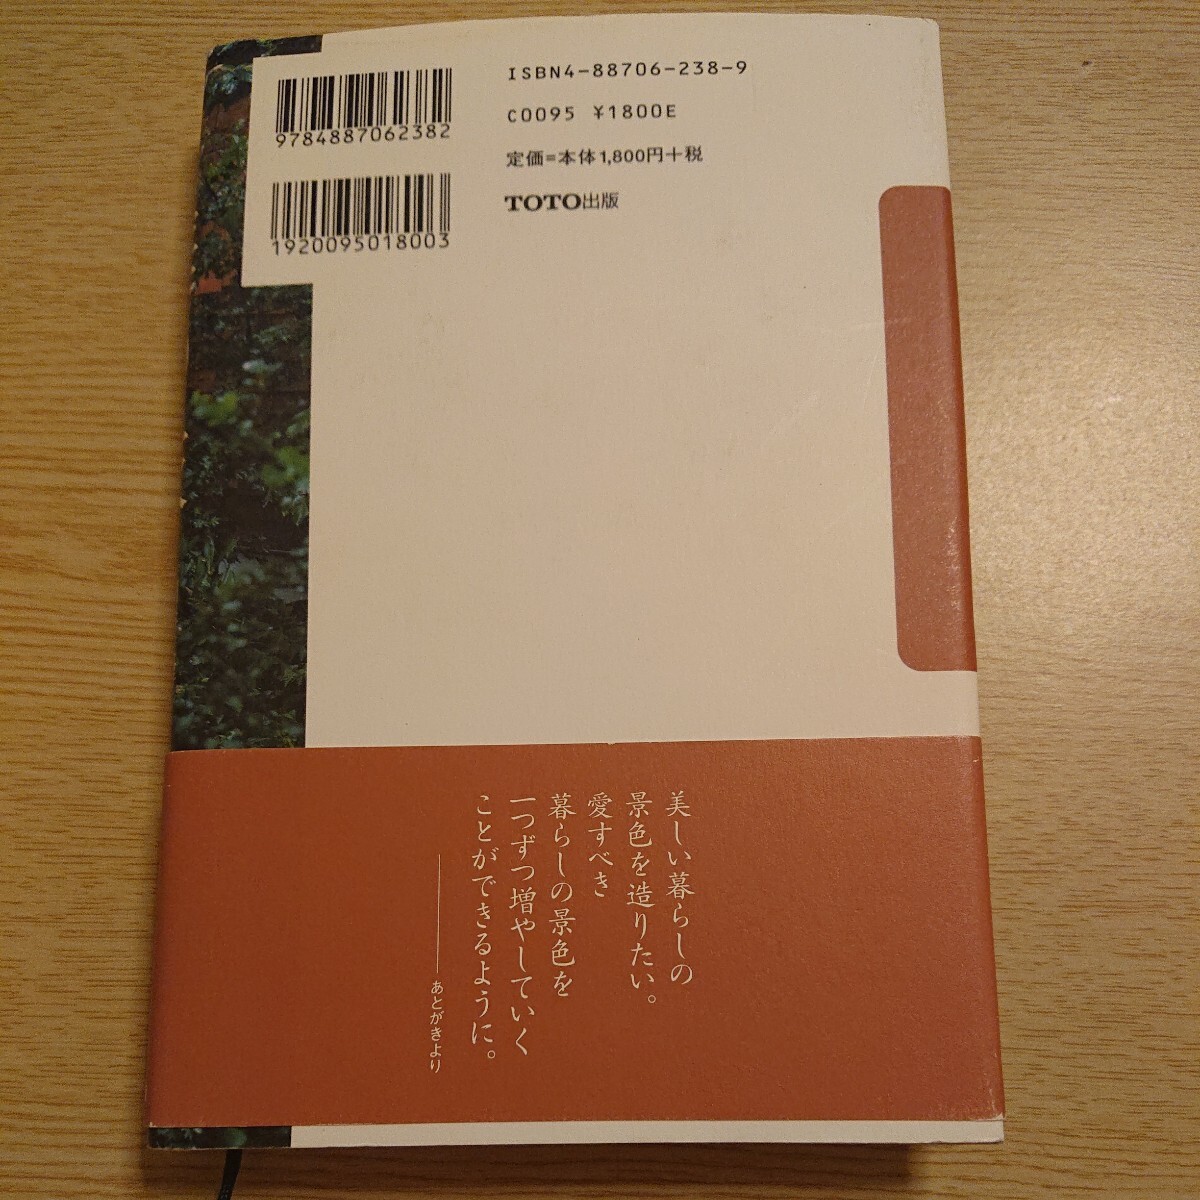 9784887062382
1920095018003
ISBN4-88706-238-9
C0095 ¥1800E
定価=本体1,800円+税
TOTO出版
美しい暮らしの
景色を造りたい。
愛すべき
暮らしの景色を
一つずつ増やしていく
ことができるように。
———あとがきより